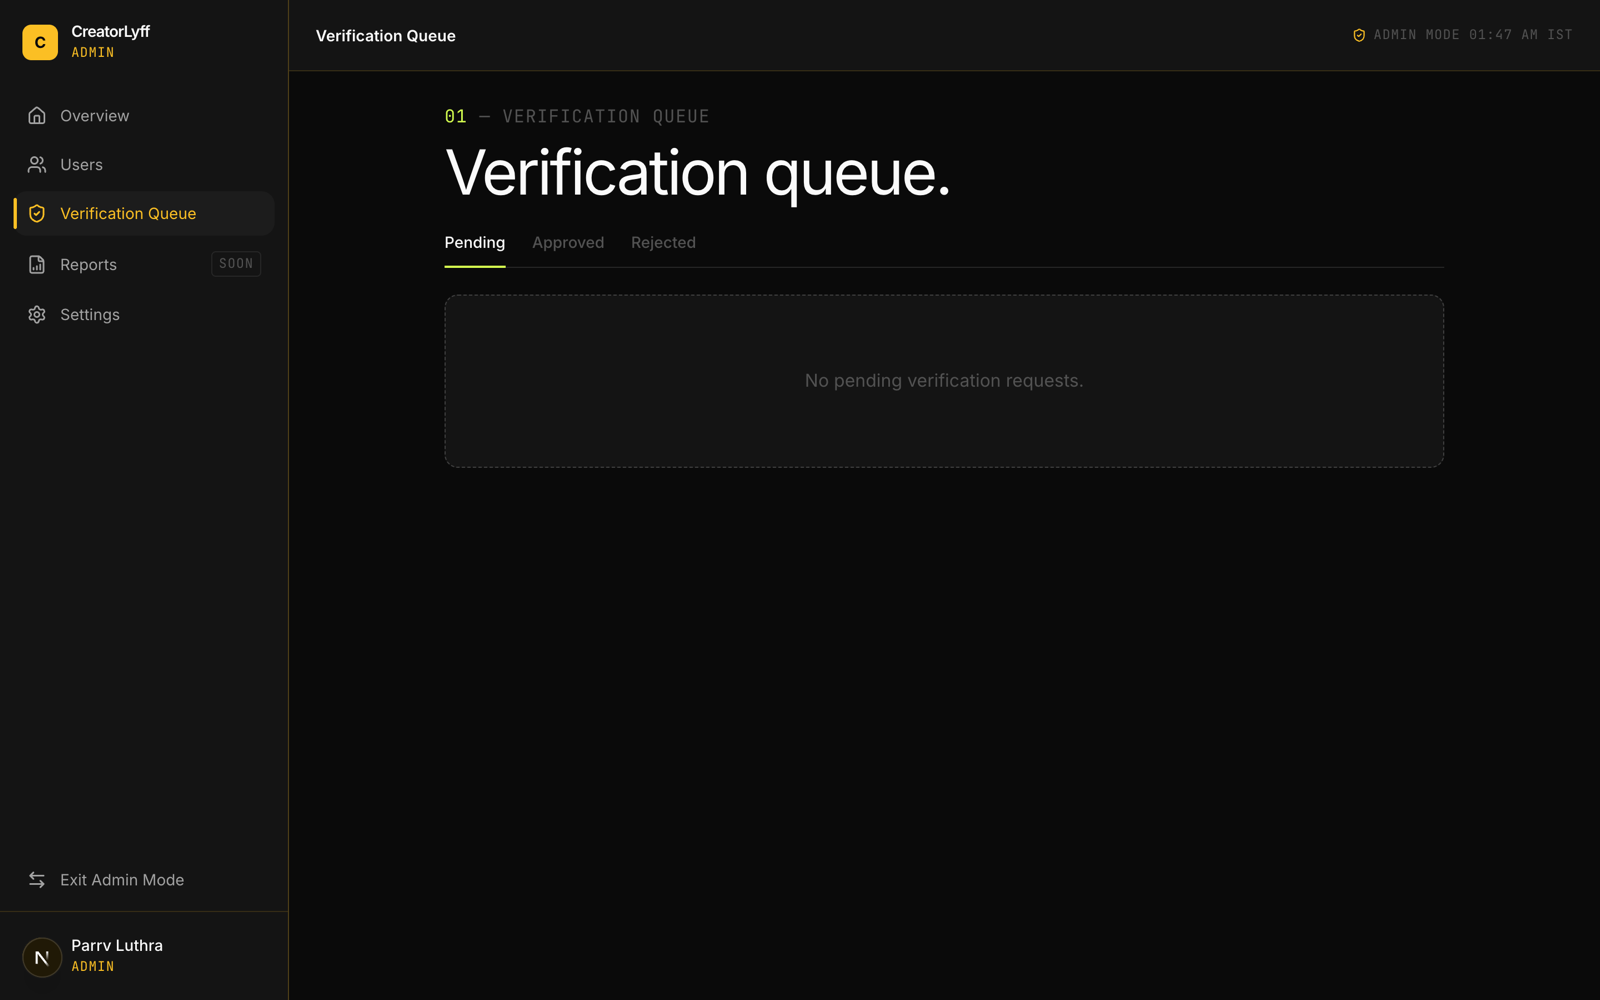 C
CreatorLyff
ADMIN
Overview
Users
Verification Queue
Reports
SOON
Settings
Exit Admin Mode
N
Parrv Luthra
ADMIN
Verification Queue
ADMIN MODE 01:47 AM IST
01 — VERIFICATION QUEUE
Verification queue.
Pending Approved Rejected
No pending verification requests.